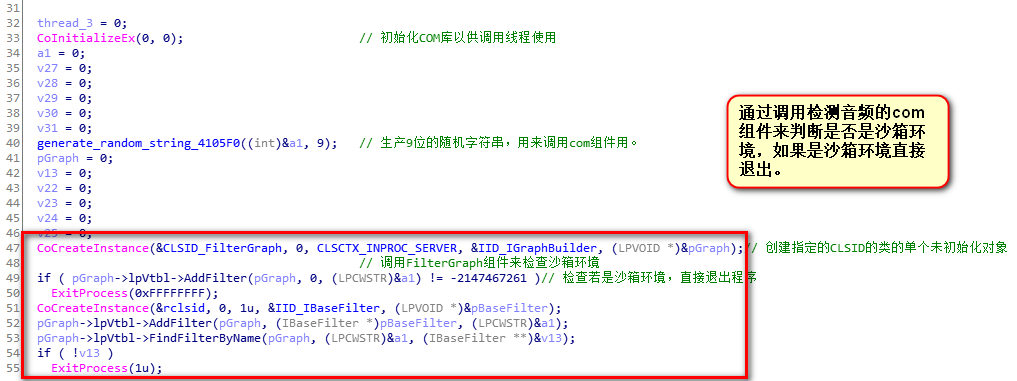 31
32 thread_3 = 0;
33 CoInitializeEx(0, 0); // 初始化COM库以供调用线程使用
34 a1 = 0;
35 v27 = 0;
36 v28 = 0;
37 v29 = 0;
38 v30 = 0;
39 v31 = 0;
40 generate_random_string_4105F0((int)&a1, 9); // 生产9位的随机字符串，用来调用com组件用。
41 pGraph = 0;
42 v13 = 0;
43 v22 = 0;
44 v23 = 0;
45 v24 = 0;
46 v25 = 0;
47 CoCreateInstance(&CLSID_FilterGraph, 0, CLSCTX_INPROC_SERVER, &IID_IGraphBuilder, (LPVOID *)&pGraph);// 创建指定的CLSID的类的单个未初始化对象
48 // 调用FilterGraph组件来检查沙箱环境
49 if ( pGraph->lpVtbl->AddFilter(pGraph, 0, (LPCWSTR)&a1) != -2147467261 )// 检查若是沙箱环境，直接退出程序
50 ExitProcess(0xFFFFFFFF);
51 CoCreateInstance(&rclsid, 0, 1u, &IID_IBaseFilter, (LPVOID *)&pBaseFilter);
52 pGraph->lpVtbl->AddFilter(pGraph, (IBaseFilter *)pBaseFilter, (LPCWSTR)&a1);
53 pGraph->lpVtbl->FindFilterByName(pGraph, (LPCWSTR)&a1, (IBaseFilter **)&v13);
54 if ( !v13 )
55 ExitProcess(1u);
通过调用检测音频的com
组件来判断是否是沙箱环
境，如果是沙箱环境直接
退出。